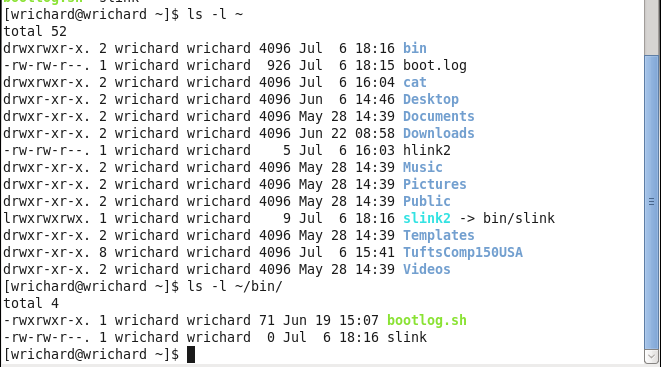 bootlog.sh slink
[wrichard@wrichard ~]$ ls -l ~
total 52
drwxrwxr-x. 2 wrichard wrichard 4096 Jul  6 18:16 bin
-rw-rw-r--. 1 wrichard wrichard  926 Jul  6 18:15 boot.log
drwxrwxr-x. 2 wrichard wrichard 4096 Jul  6 16:04 cat
drwxr-xr-x. 2 wrichard wrichard 4096 Jun  6 14:46 Desktop
drwxr-xr-x. 2 wrichard wrichard 4096 May 28 14:39 Documents
drwxr-xr-x. 2 wrichard wrichard 4096 Jun 22 08:58 Downloads
-rw-rw-r--. 1 wrichard wrichard    5 Jul  6 16:03 hlink2
drwxr-xr-x. 2 wrichard wrichard 4096 May 28 14:39 Music
drwxr-xr-x. 2 wrichard wrichard 4096 May 28 14:39 Pictures
drwxr-xr-x. 2 wrichard wrichard 4096 May 28 14:39 Public
lrwxrwxrwx. 1 wrichard wrichard    9 Jul  6 18:16 slink2 -> bin/slink
drwxr-xr-x. 2 wrichard wrichard 4096 May 28 14:39 Templates
drwxr-xr-x. 8 wrichard wrichard 4096 Jul  6 15:41 TuftsComp150USA
drwxr-xr-x. 2 wrichard wrichard 4096 May 28 14:39 Videos
[wrichard@wrichard ~]$ ls -l ~/bin/
total 4
-rwxrwxr-x. 1 wrichard wrichard 71 Jun 19 15:07 bootlog.sh
-rw-rw-r--. 1 wrichard wrichard  0 Jul  6 18:16 slink
[wrichard@wrichard ~]$